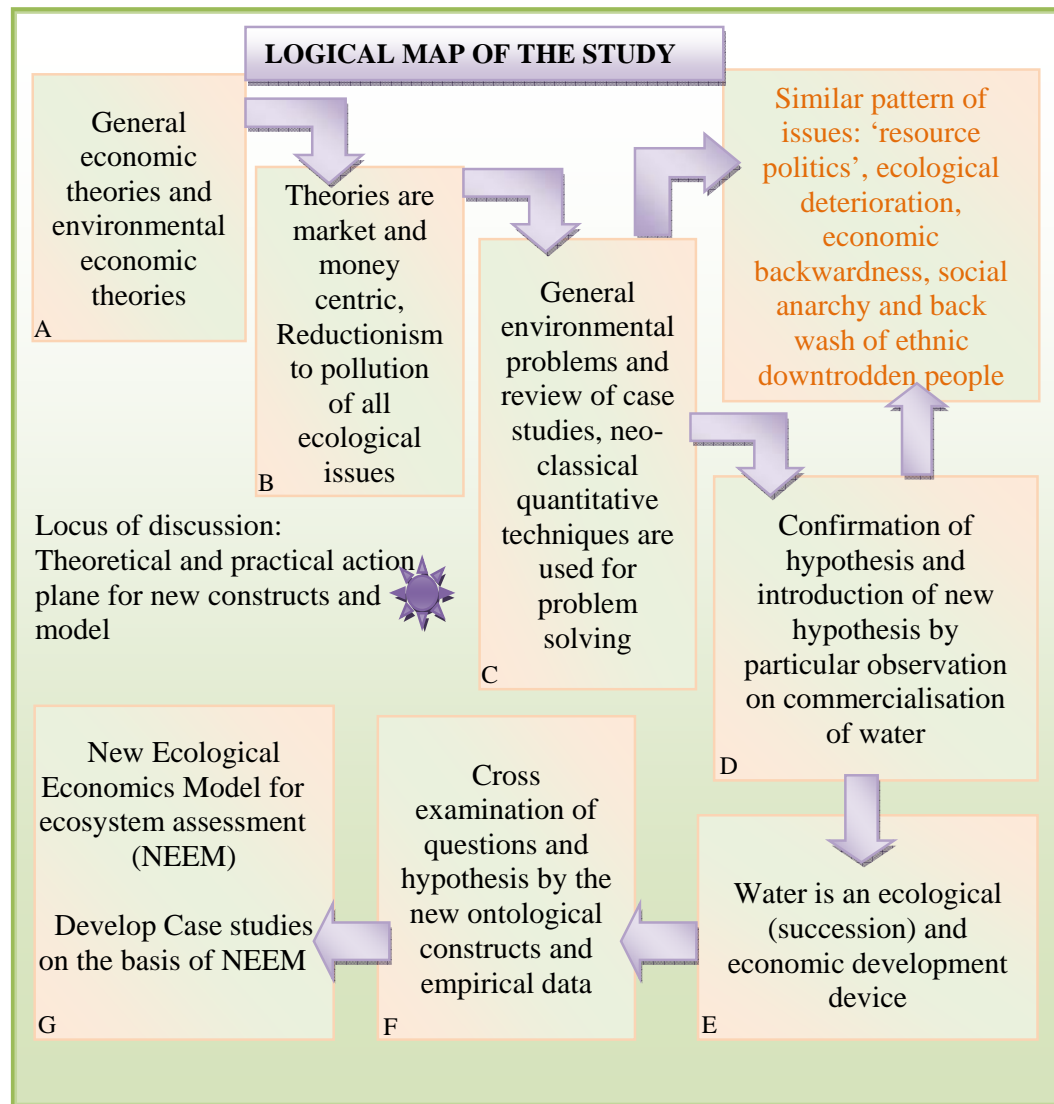 LOGICAL MAP OF THE STUDY
General
economic
theories and
environmental
economic
theories
A
Theories are
market and
money
centric,
Reductionism
to pollution
of all
ecological
issues
B
General
environmental
problems and
review of case
studies, neo-
classical
quantitative
techniques are
used for
problem
solving
C
Similar pattern of
issues: ‘resource
politics’, ecological
deterioration,
economic
backwardness, social
anarchy and back
wash of ethnic
downtrodden people
Confirmation of
hypothesis and
introduction of new
hypothesis by
particular observation
on commercialisation
of water
D
Locus of discussion:
Theoretical and practical action
plane for new constructs and
model
Water is an ecological
(succession) and
economic development
device
E
Cross
examination of
questions and
hypothesis by the
new ontological
constructs and
empirical data
F
New Ecological
Economics Model for
ecosystem assessment
(NEEM)
Develop Case studies
on the basis of NEEM
G